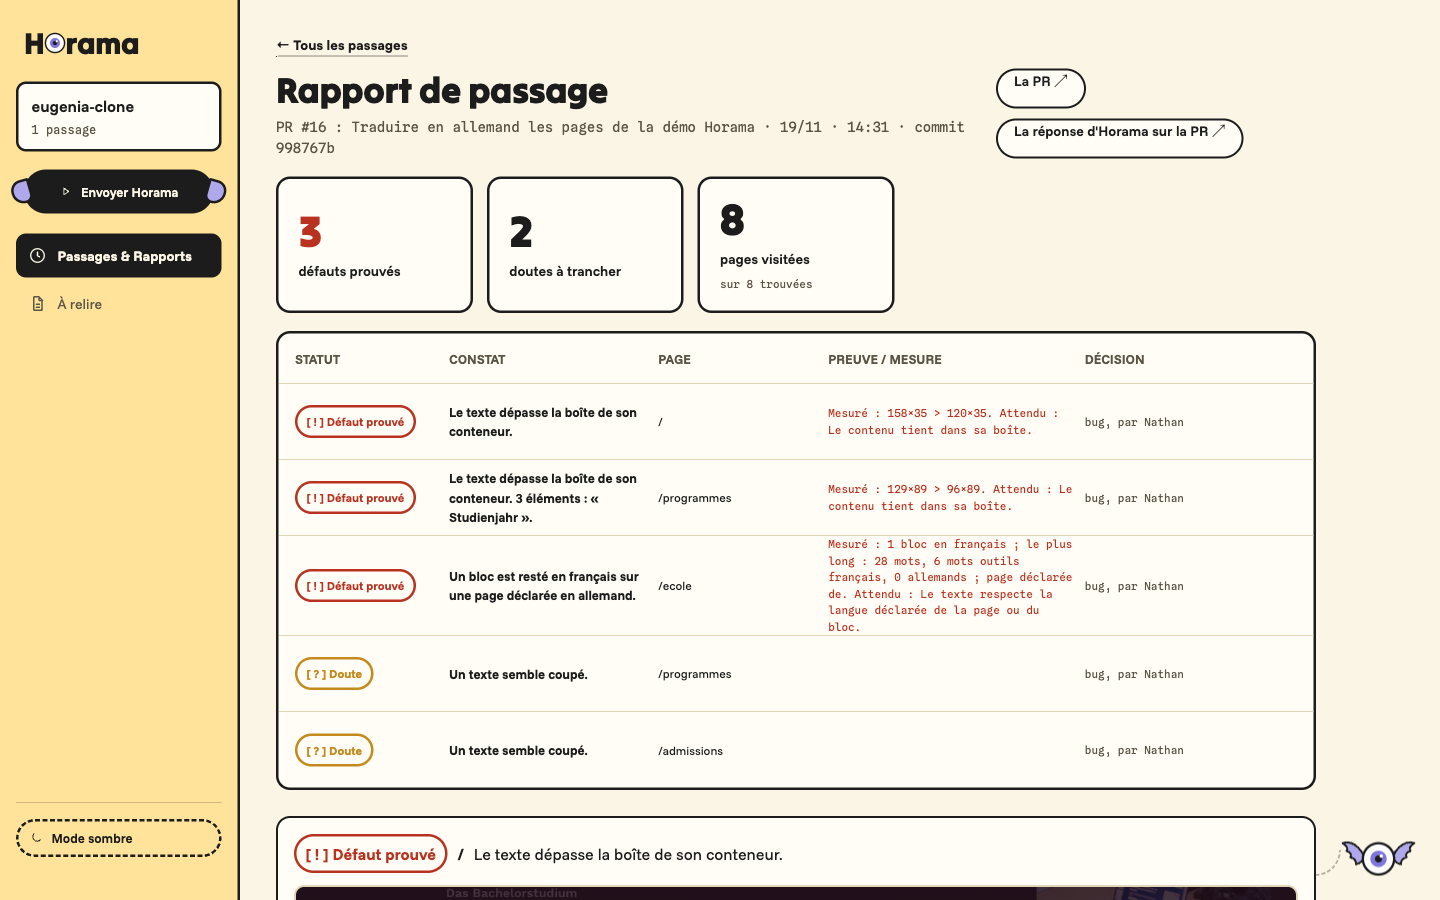 Horama
eugenia-clone
1 passage
Envoyer Horama
Passages & Rapports
À relire
Mode sombre
← Tous les passages
Rapport de passage
PR #16 : Traduire en allemand les pages de la démo Horama · 19/11 · 14:31 · commit
998767b
La PR ↗
La réponse d'Horama sur la PR ↗
3
défauts prouvés
2
doutes à trancher
8
pages visitées
sur 8 trouvées
STATUT CONSTAT PAGE PREUVE / MESURE DÉCISION
[ ! ] Défaut prouvé
Le texte dépasse la boîte de son
conteneur.
/
Mesuré : 158×35 > 120×35. Attendu :
Le contenu tient dans sa boîte.
bug, par Nathan
[ ! ] Défaut prouvé
Le texte dépasse la boîte de son
conteneur. 3 éléments : «
Studienjahr ».
/programmes
Mesuré : 129×89 > 96×89. Attendu : Le
contenu tient dans sa boîte.
bug, par Nathan
[ ! ] Défaut prouvé
Un bloc est resté en français sur
une page déclarée en allemand.
/ecole
Mesuré : 1 bloc en français ; le plus
long : 28 mots, 6 mots outils
français, 0 allemands ; page déclarée
de. Attendu : Le texte respecte la
langue déclarée de la page ou du
bloc.
bug, par Nathan
[ ? ] Doute
Un texte semble coupé.
/programmes
bug, par Nathan
[ ? ] Doute
Un texte semble coupé.
/admissions
bug, par Nathan
[ ! ] Défaut prouvé / Le texte dépasse la boîte de son conteneur.
Das Bachelorstudium